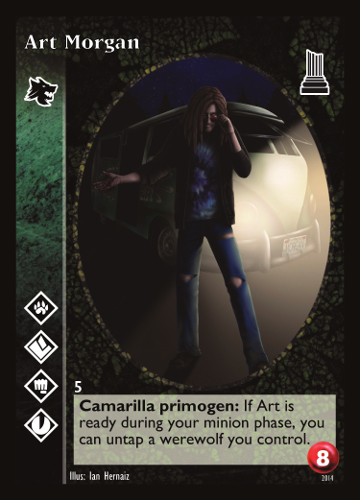 Art Morgan
5
Camarilla primogen: If Art is
ready during your minion phase, you
can untap a werewolf you control.
8
Illus: Ian Hernaiz
2014